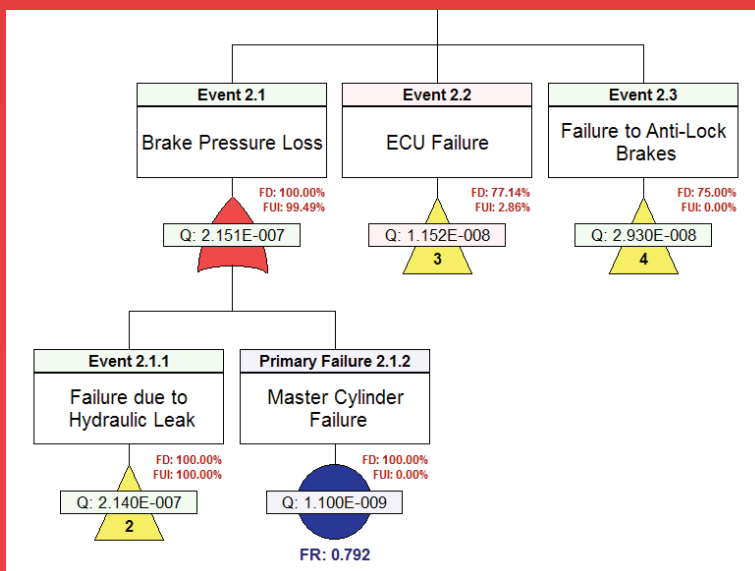 Event 2.1
Brake Pressure Loss
FD: 100.00%
FUI: 99.49%
Q: 2.151E-007
Event 2.2
ECU Failure
FD: 77.14%
FUI: 2.86%
Q: 1.152E-008
3
Event 2.3
Failure to Anti-Lock
Brakes
FD: 75.00%
FUI: 0.00%
Q: 2.930E-008
4
Event 2.1.1
Failure due to
Hydraulic Leak
FD: 100.00%
FUI: 100.00%
Q: 2.140E-007
2
Primary Failure 2.1.2
Master Cylinder
Failure
FD: 100.00%
FUI: 0.00%
Q: 1.100E-009
FR: 0.792